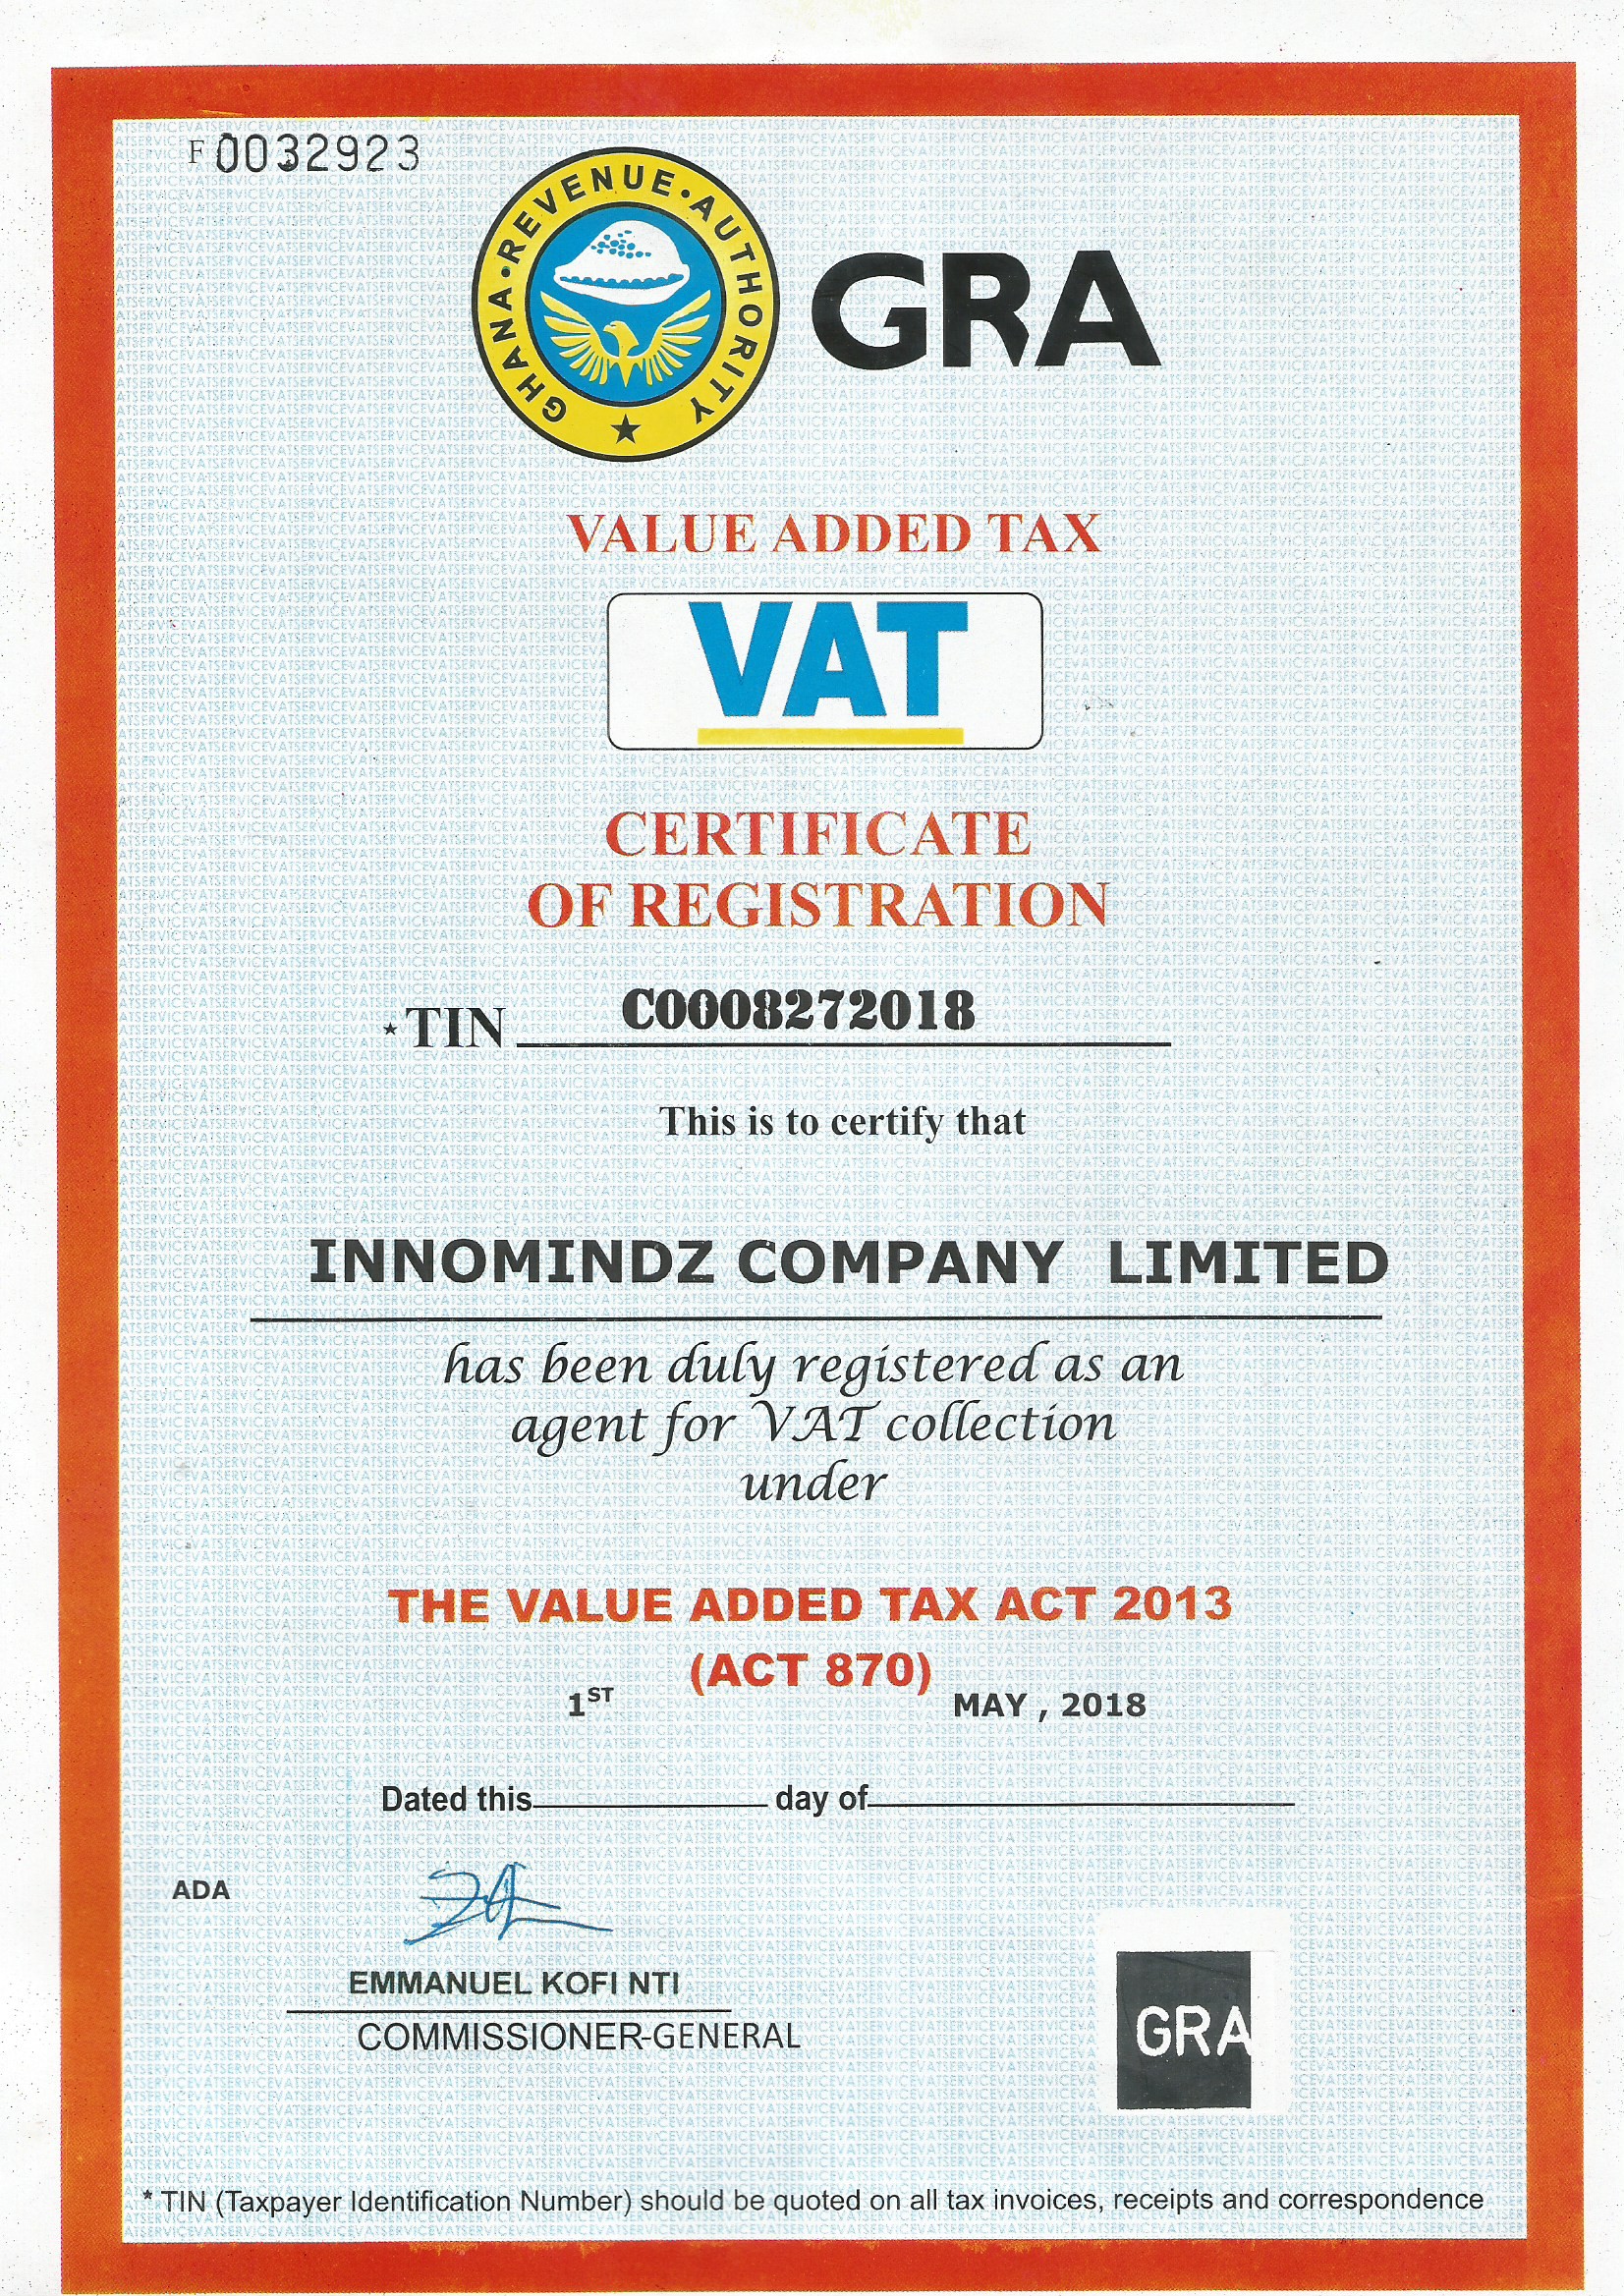 F 0032923
GHANA·REVENUE·AUTHORITY
GRA
VALUE ADDED TAX
VAT
CERTIFICATE
OF REGISTRATION
*TIN C0008272018
This is to certify that
INNOMINDZ COMPANY LIMITED
has been duly registered as an
agent for VAT collection
under
THE VALUE ADDED TAX ACT 2013
(ACT 870)
1ST MAY , 2018
Dated this day of
ADA
EMMANUEL KOFI NTI
COMMISSIONER-GENERAL
GRA
* TIN (Taxpayer Identification Number) should be quoted on all tax invoices, receipts and correspondence